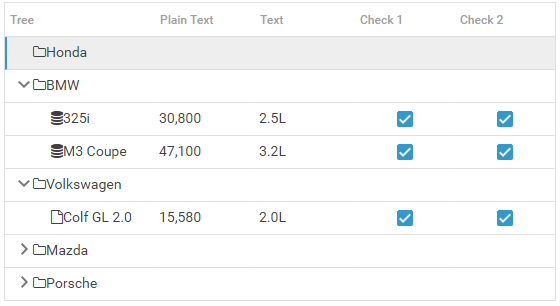 Tree Plain Text Text Check 1 Check 2
Honda
BMW
325i 30,800 2.5L
M3 Coupe 47,100 3.2L
Volkswagen
Colf GL 2.0 15,580 2.0L
Mazda
Porsche